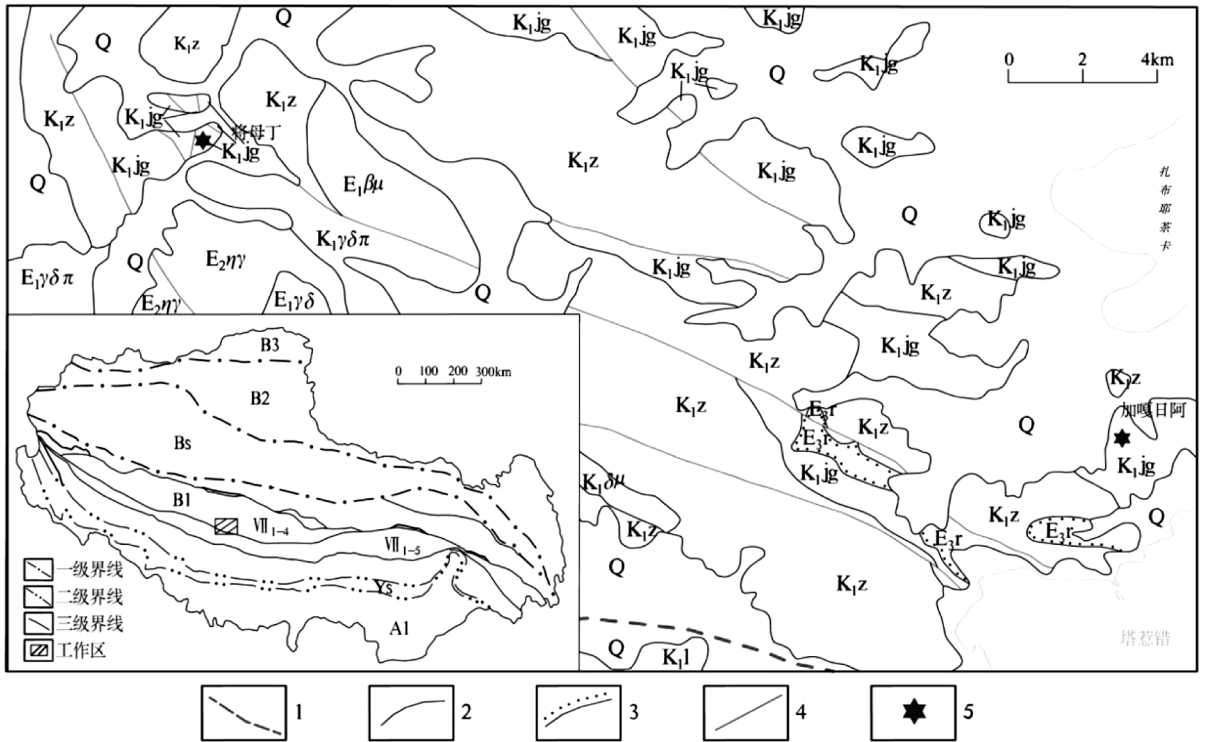 Q
K₁z
Q
K₁jg
K₁jg
K₁jg
Q
K₁jg
K₁jg
0 2 4km
K₁z
K₁jg
将母丁
K₁jg
K₁z
K₁jg
K₁z
K₁jg
K₁jg
Q
E₁βμ
Q
K₁jg
扎布耶茶卡
E₁γδπ
Q
E₂ηγ
K₁γδπ
K₁jg
K₁jg
Q
K₁z
E₂ηγ
E₁γδ
K₁jg
K₁z
K₁z
K₁z
加嘎日阿
E₃r
E₃r
K₁z
Q
K₁jg
K₁jg
K₁δμ
K₁z
K₁z
E₃r
E₃r
Q
Q
K₁z
塔惹错
Q
K₁l
B3
0 100 200 300km
B2
Bs
B1
Ⅶ₁₋₄
Ⅶ₁₋₅
Ys
A1
一级界线
二级界线
三级界线
工作区
1
2
3
4
5